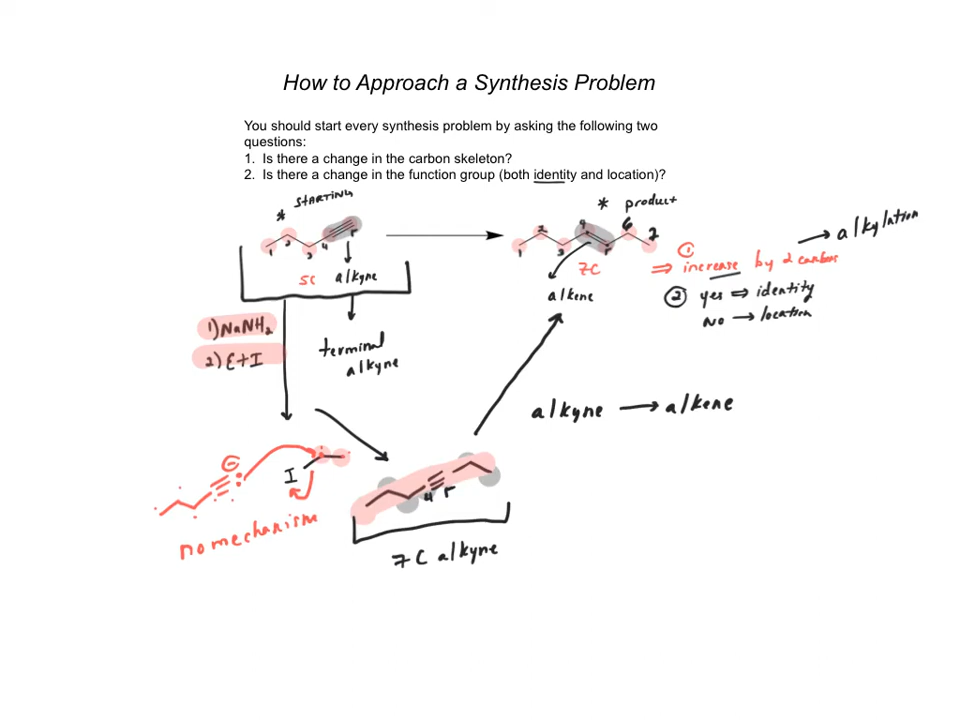 How to Approach a Synthesis Problem
You should start every synthesis problem by asking the following two
questions:
1. Is there a change in the carbon skeleton?
2. Is there a change in the function group (both identity and location)?
* STARTING
* product
→ alkylation
1 2 3 4 5
1 2 3 4 5 6 7
5C alkyne
7C
①
⇒ increase by 2 carbons
alkene
② yes ⇒ identity
No → location
1) NaNH2
2) EtI
terminal
alkyne
alkyne → alkene
⊖
I
4 5
no mechanism
7C alkyne